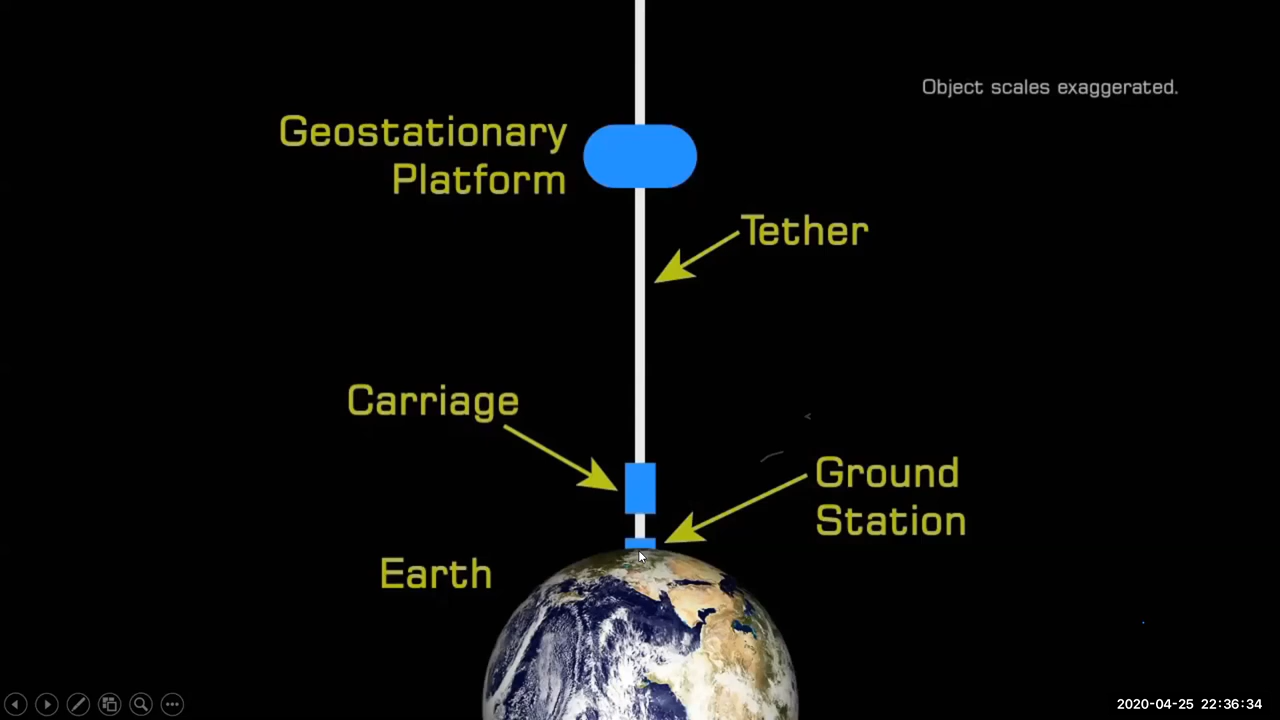 Object scales exaggerated.
Geostationary
Platform
Tether
Carriage
Ground
Station
Earth
2020-04-25 22:36:34